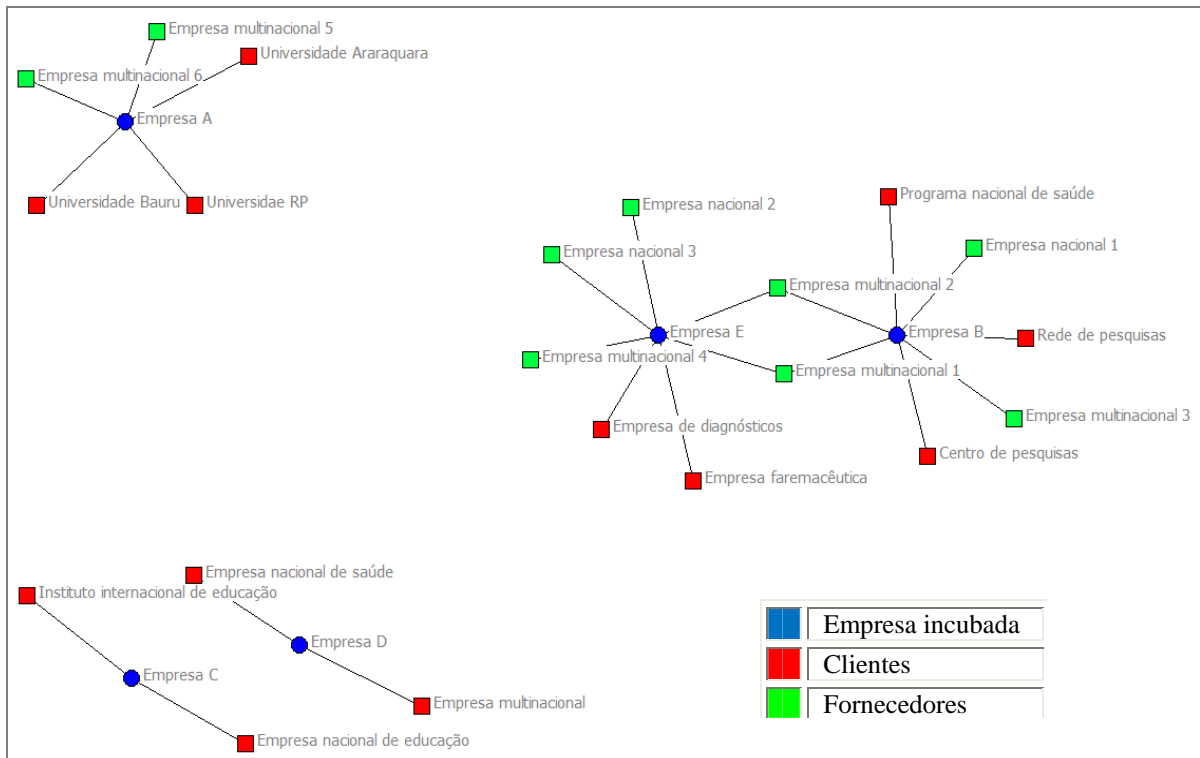 Empresa multinacional 5
Universidade Araraquara
Empresa multinacional 6
Empresa A
Universidade Bauru
Universidae RP
Programa nacional de saúde
Empresa nacional 2
Empresa nacional 1
Empresa nacional 3
Empresa multinacional 2
Empresa E
Empresa B
Rede de pesquisas
Empresa multinacional 4
Empresa multinacional 1
Empresa multinacional 3
Empresa de diagnósticos
Centro de pesquisas
Empresa faremacêutica
Empresa nacional de saúde
Instituto internacional de educação
Empresa D
Empresa C
Empresa multinacional
Empresa nacional de educação
Empresa incubada
Clientes
Fornecedores